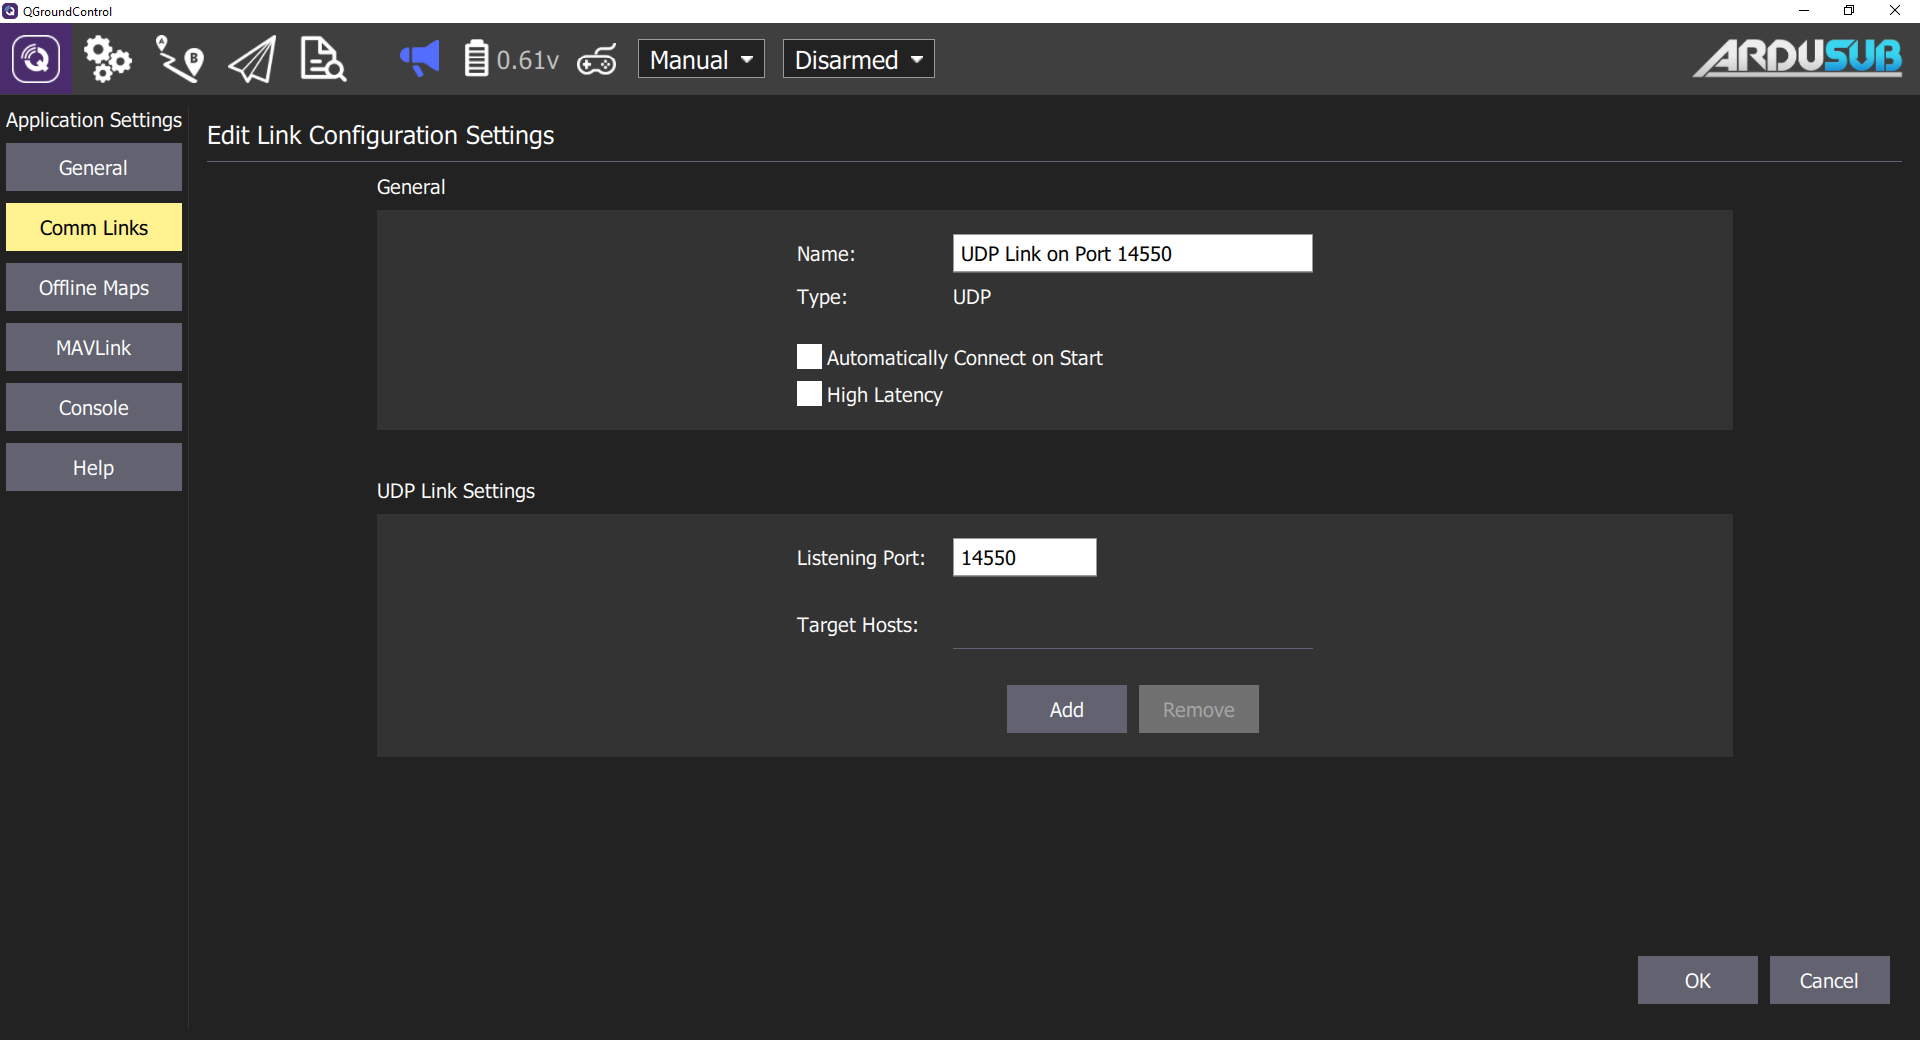 QGroundControl
0.61v
Manual
Disarmed
ARDUSUB
Application Settings
General
Comm Links
Offline Maps
MAVLink
Console
Help
Edit Link Configuration Settings
General
Name: UDP Link on Port 14550
Type: UDP
Automatically Connect on Start
High Latency
UDP Link Settings
Listening Port: 14550
Target Hosts:
Add Remove
OK Cancel